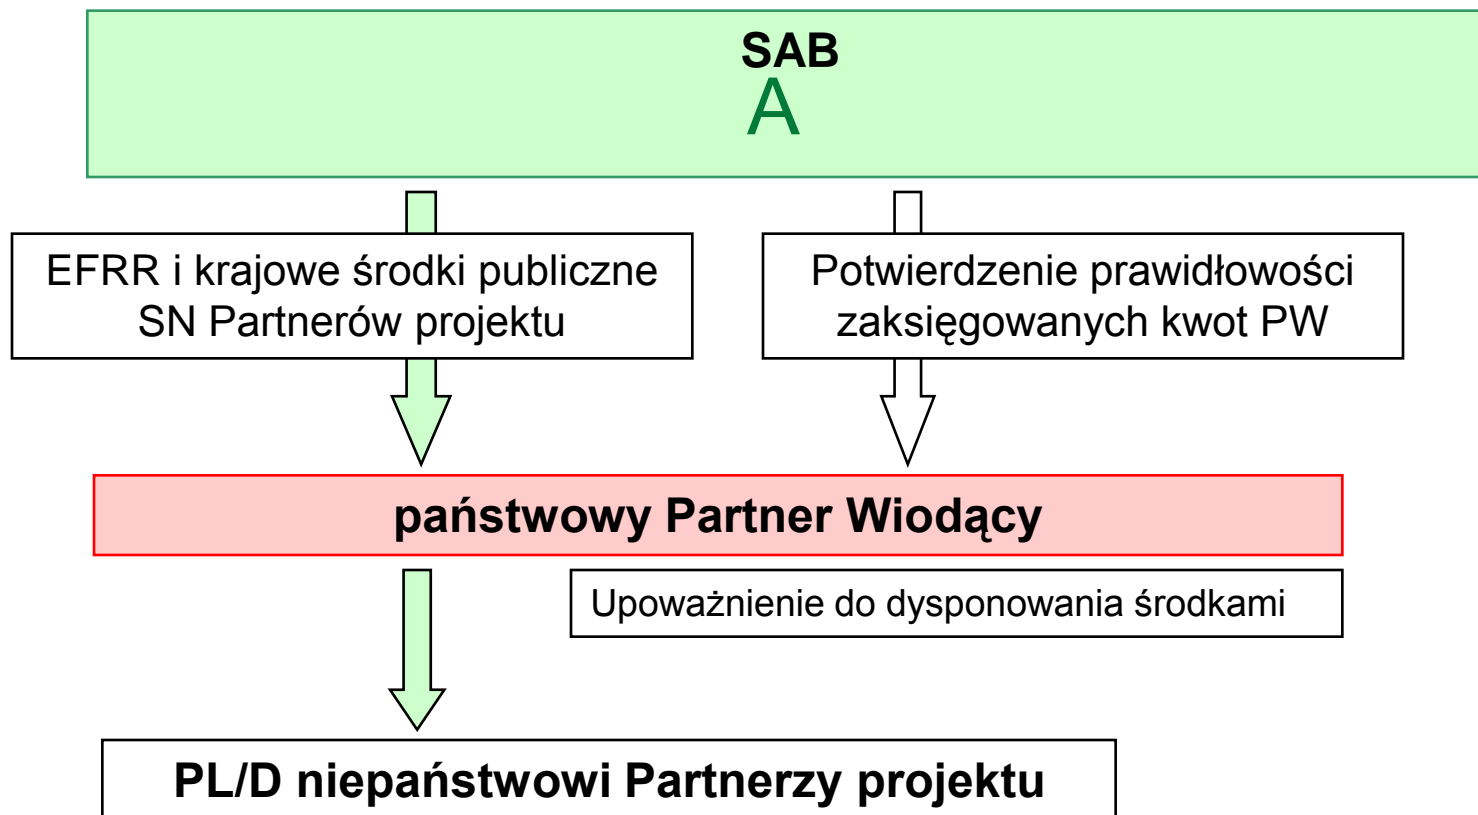 SAB
A
EFRR i krajowe środki publiczne
SN Partnerów projektu
Potwierdzenie prawidłowości
zaksięgowanych kwot PW
państwowy Partner Wiodący
Upoważnienie do dysponowania środkami
PL/D niepaństwowi Partnerzy projektu